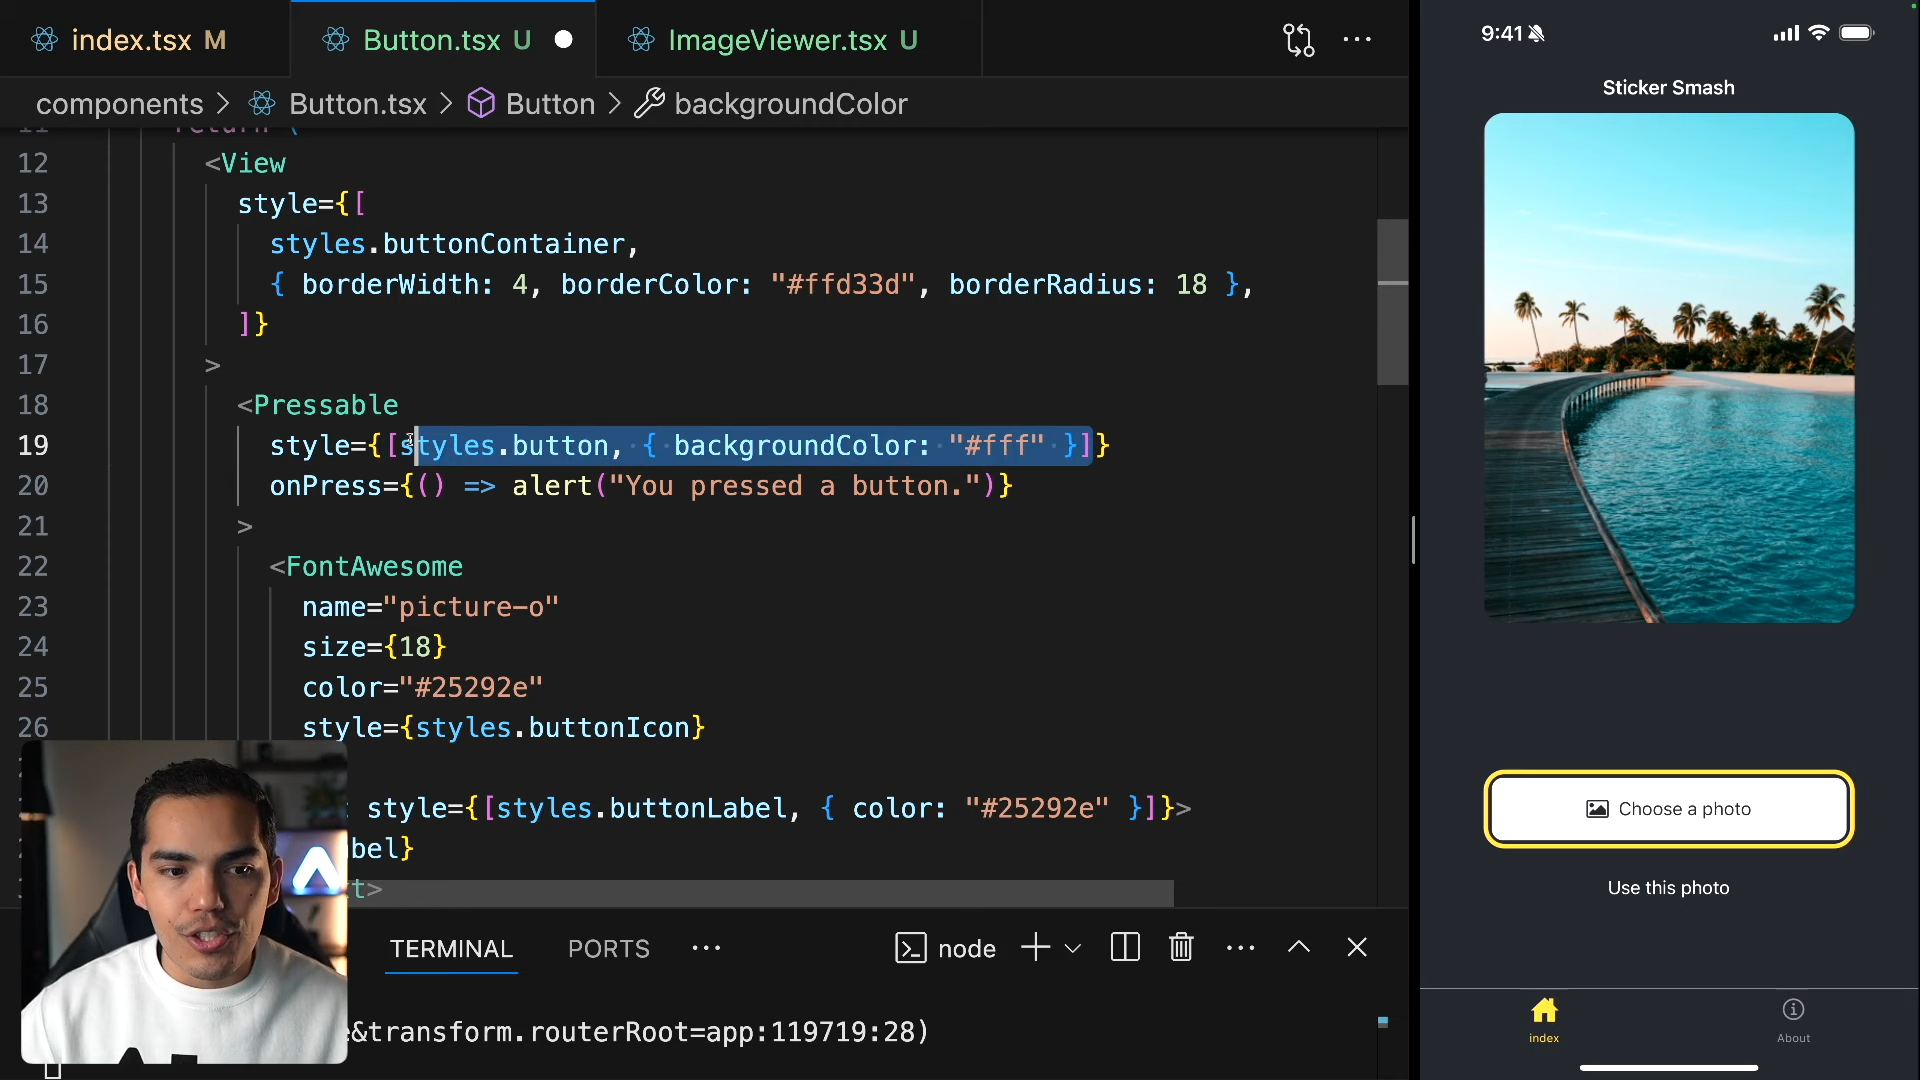 index.tsx M
Button.tsx U
ImageViewer.tsx U
components > Button.tsx > Button > backgroundColor
11 return (
12 <View
13 style={[
14 styles.buttonContainer,
15 { borderWidth: 4, borderColor: "#ffd33d", borderRadius: 18 },
16 ]}
17 >
18 <Pressable
19 style={[styles.button, { backgroundColor: "#fff" }]}
20 onPress={() => alert("You pressed a button.")}
21 >
22 <FontAwesome
23 name="picture-o"
24 size={18}
25 color="#25292e"
26 style={styles.buttonIcon}
style={[styles.buttonLabel, { color: "#25292e" }]}>
bel}
t>
TERMINAL PORTS
node
&transform.routerRoot=app:119719:28)
9:41
Sticker Smash
Choose a photo
Use this photo
index
About